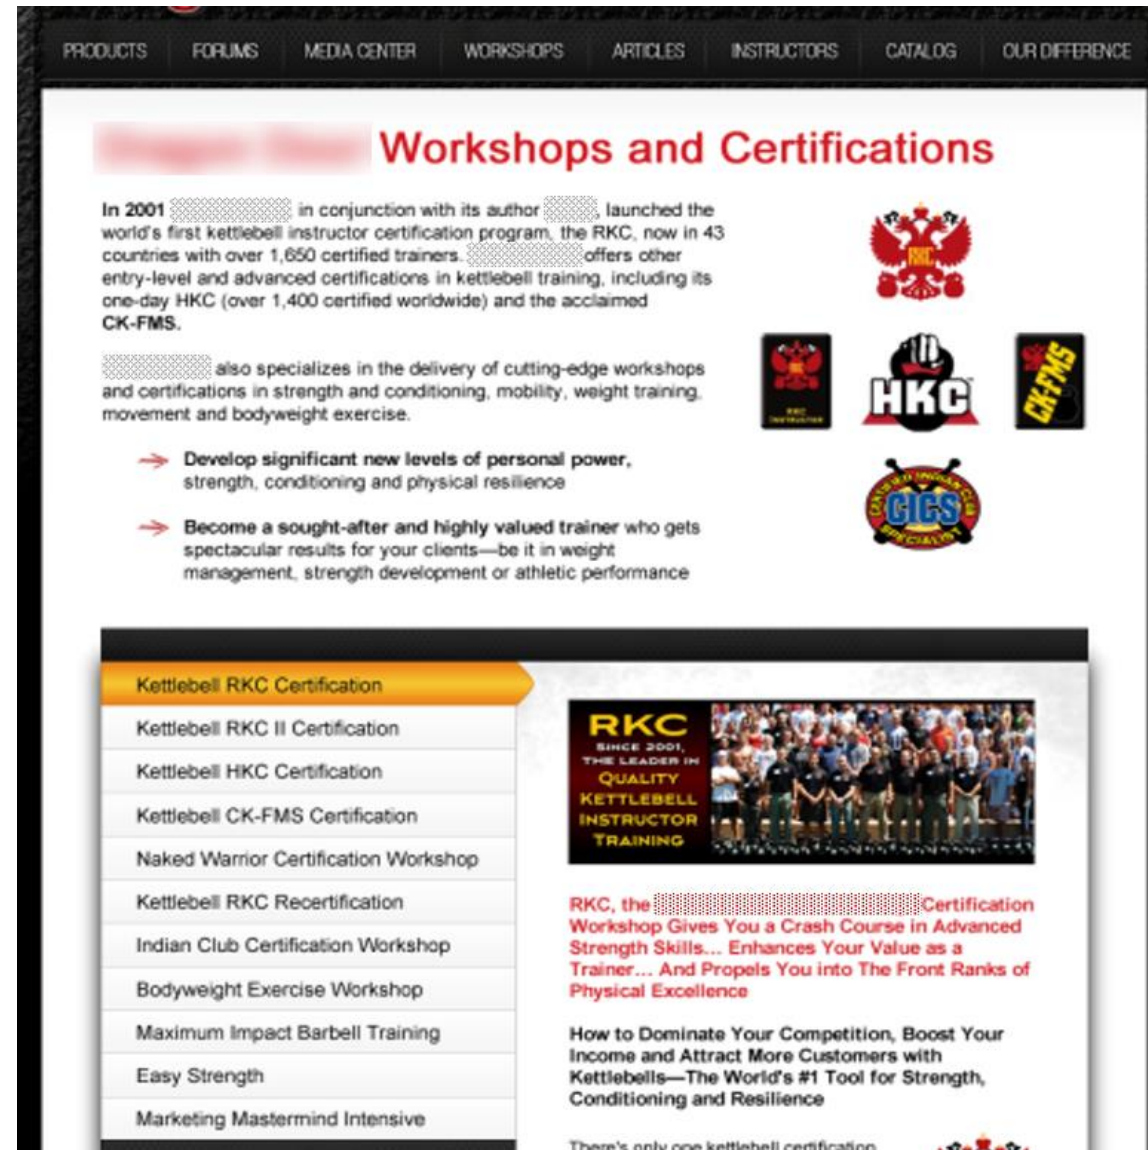 PRODUCTS FORUMS MEDIA CENTER WORKSHOPS ARTICLES INSTRUCTORS CATALOG OUR DIFFERENCE
Workshops and Certifications
In 2001 in conjunction with its author , launched the
world's first kettlebell instructor certification program, the RKC, now in 43
countries with over 1,650 certified trainers. offers other
entry-level and advanced certifications in kettlebell training, including its
one-day HKC (over 1,400 certified worldwide) and the acclaimed
CK-FMS.
also specializes in the delivery of cutting-edge workshops
and certifications in strength and conditioning, mobility, weight training,
movement and bodyweight exercise.
Develop significant new levels of personal power,
strength, conditioning and physical resilience
Become a sought-after and highly valued trainer who gets
spectacular results for your clients—be it in weight
management, strength development or athletic performance
RKC
RKC
INSTRUCTOR
HKC
CK-FMS
CERTIFIED INDIAN CLUB
CICS
SPECIALIST
Kettlebell RKC Certification
Kettlebell RKC II Certification
Kettlebell HKC Certification
Kettlebell CK-FMS Certification
Naked Warrior Certification Workshop
Kettlebell RKC Recertification
Indian Club Certification Workshop
Bodyweight Exercise Workshop
Maximum Impact Barbell Training
Easy Strength
Marketing Mastermind Intensive
RKC
SINCE 2001,
THE LEADER IN
QUALITY
KETTLEBELL
INSTRUCTOR
TRAINING
RKC, the Certification
Workshop Gives You a Crash Course in Advanced
Strength Skills... Enhances Your Value as a
Trainer... And Propels You into The Front Ranks of
Physical Excellence
How to Dominate Your Competition, Boost Your
Income and Attract More Customers with
Kettlebells—The World's #1 Tool for Strength,
Conditioning and Resilience
There's only one kettlebell certification